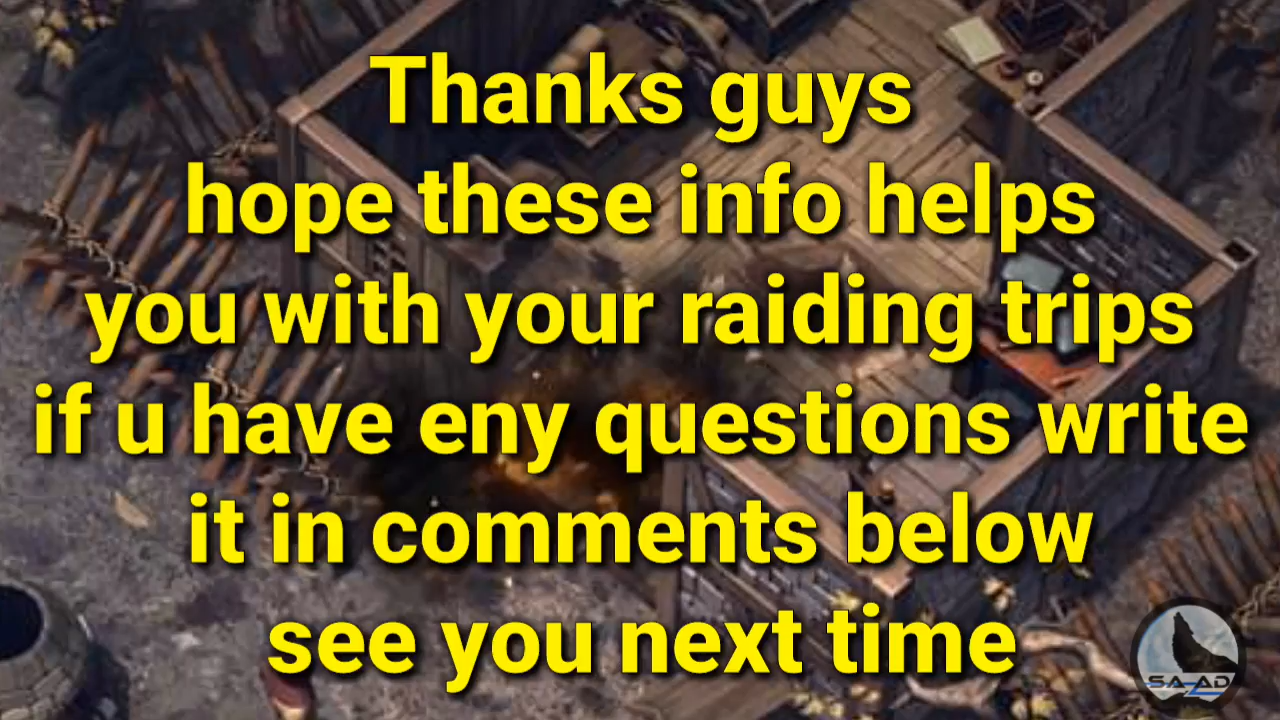 Thanks guys
hope these info helps
you with your raiding trips
if u have eny questions write
it in comments below
see you next time